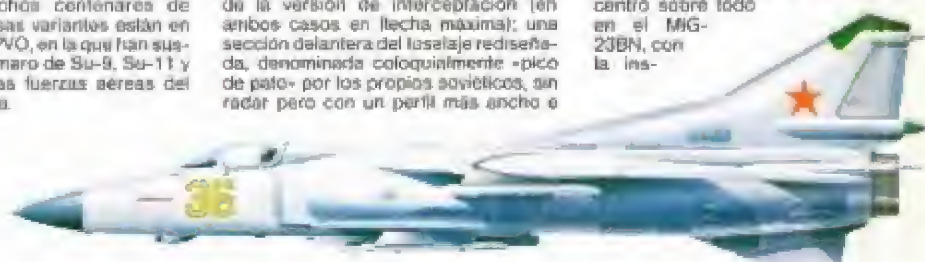 chos centenares de
sas variantes están en
PVO, en la que han sus-
maro de Su-9, Su-11 y
as fuerzas aéreas del
a.
de la versión de interceptación (en
ambos casos en flecha máxima); una
sección delantera del fuselaje rediseña-
da, denominada coloquialmente «pico
de pato» por los propios soviéticos, sin
radar pero con un perfil más ancho e
centró sobre todo
en el MiG-
23BN, con
la ins-
36